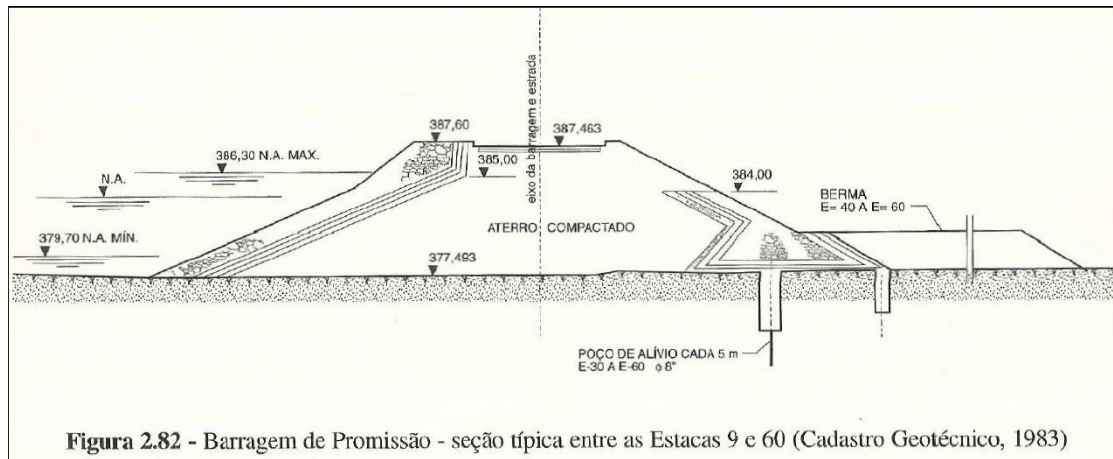 eixo da barragem e estrada
387,60
387,463
386,30 N.A. MAX.
385,00
N.A.
384,00
BERMA
E= 40 A E= 60
ATERRO COMPACTADO
379,70 N.A. MÍN.
377,493
POÇO DE ALÍVIO CADA 5 m
E-30 A E-60 φ 8"
Figura 2.82 - Barragem de Promissão - seção típica entre as Estacas 9 e 60 (Cadastro Geotécnico, 1983)